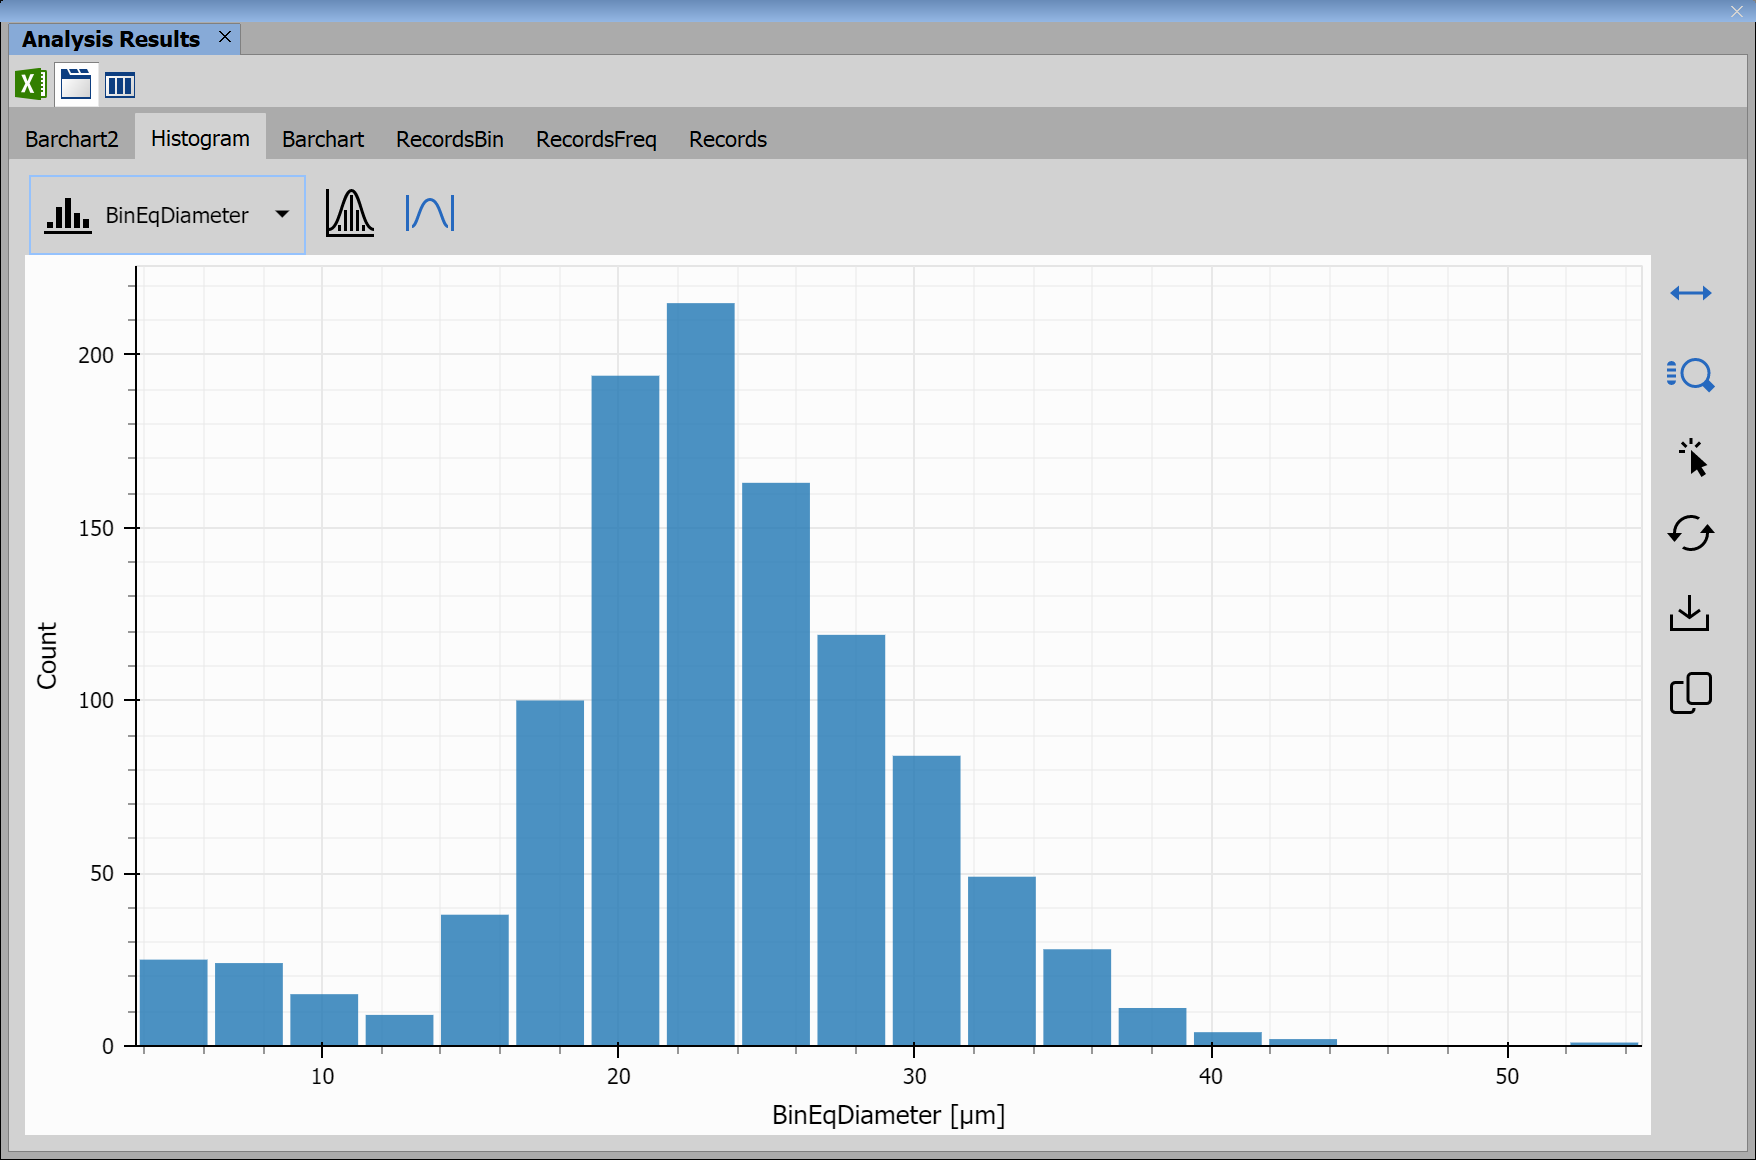 Analysis Results
Barchart2 Histogram Barchart RecordsBin RecordsFreq Records
BinEqDiameter
200
150
100
50
0
Count
10 20 30 40 50
BinEqDiameter [µm]